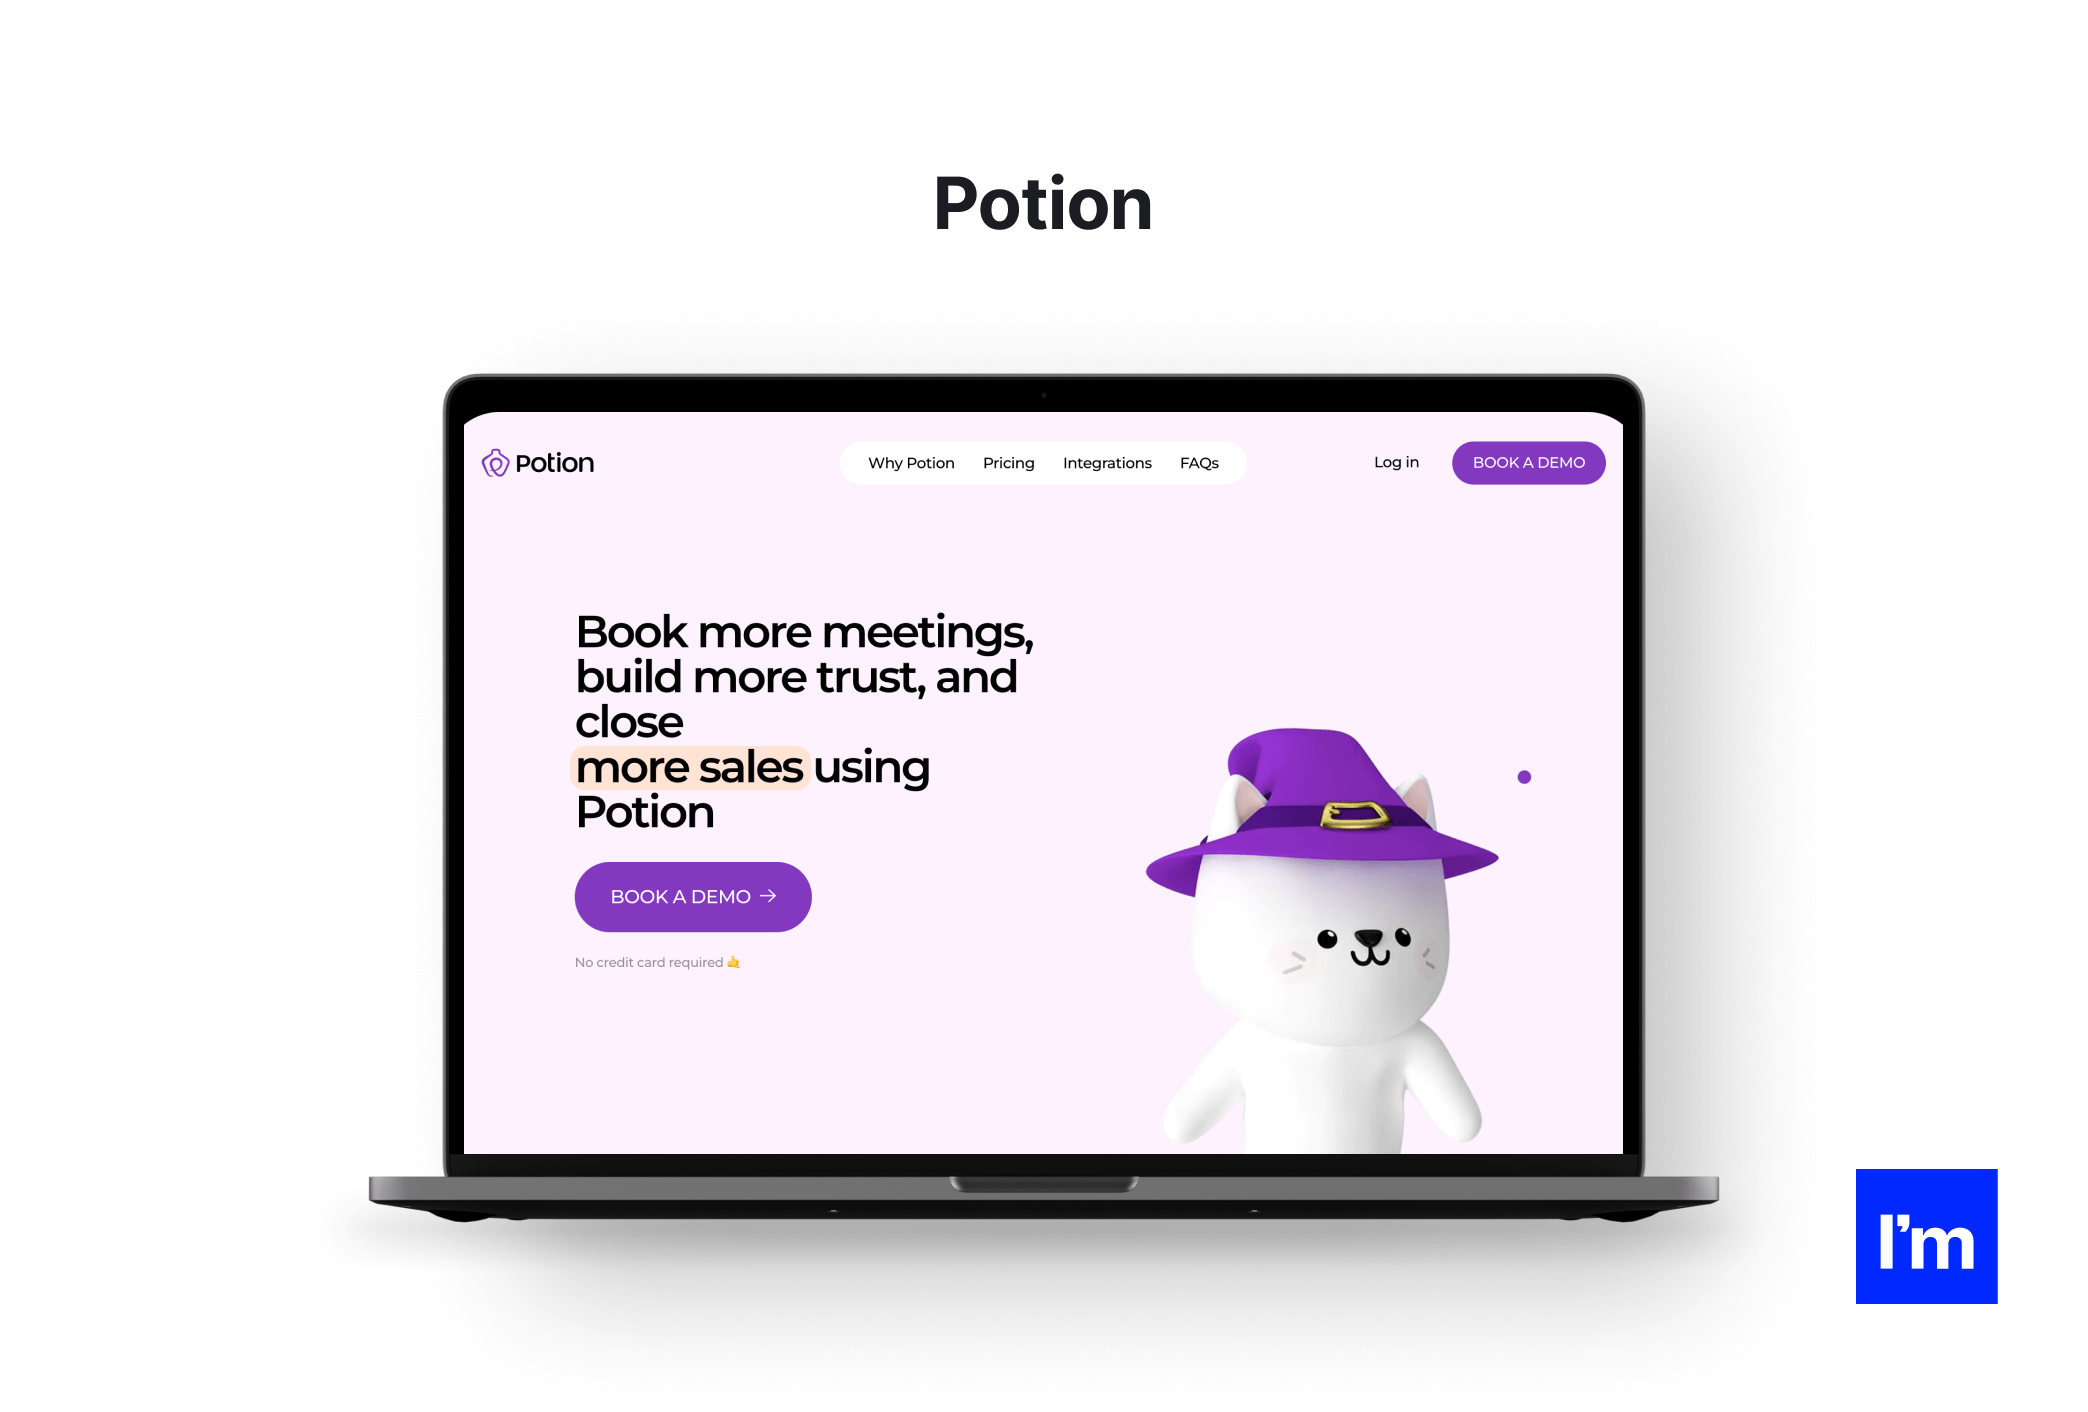 Potion
Potion
Why Potion Pricing Integrations FAQs
Log in
BOOK A DEMO
Book more meetings,
build more trust, and
close
more sales using
Potion
BOOK A DEMO →
No credit card required 🤙
I'm